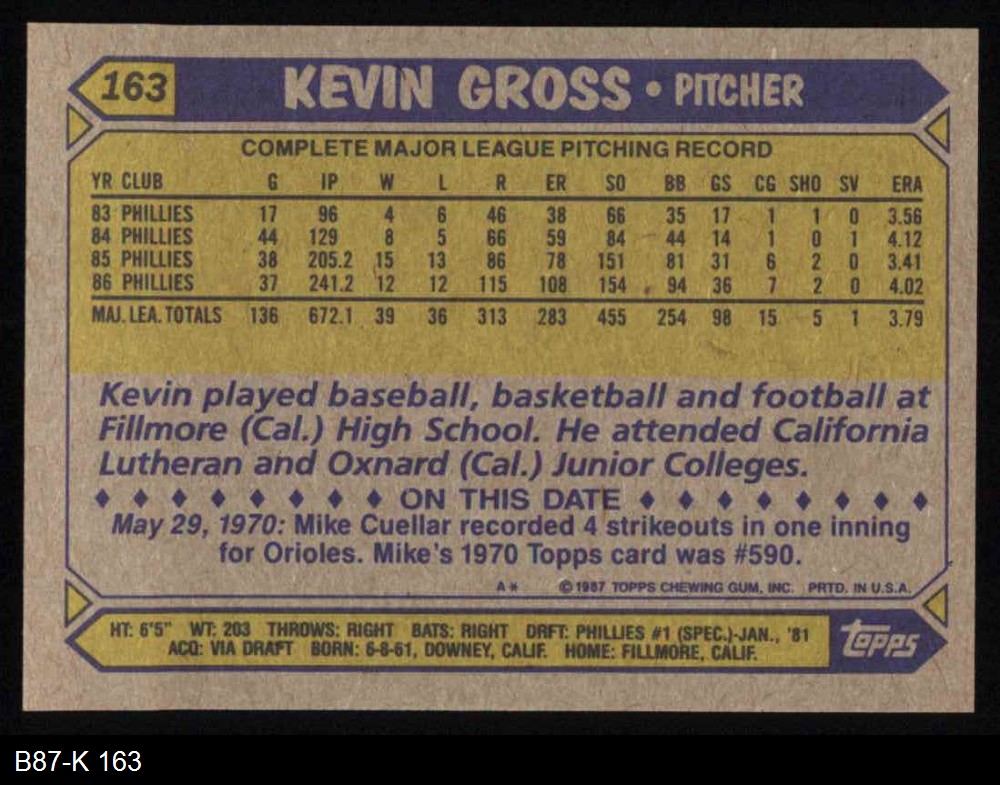 163 KEVIN GROSS • PITCHER
COMPLETE MAJOR LEAGUE PITCHING RECORD
YR CLUB G IP W L R ER SO BB GS CG SHO SV ERA
83 PHILLIES 17 96 4 6 46 38 66 35 17 1 1 0 3.56
84 PHILLIES 44 129 8 5 66 59 84 44 14 1 0 1 4.12
85 PHILLIES 38 205.2 15 13 86 78 151 81 31 6 2 0 3.41
86 PHILLIES 37 241.2 12 12 115 108 154 94 36 7 2 0 4.02
MAJ. LEA. TOTALS 136 672.1 39 36 313 283 455 254 98 15 5 1 3.79
Kevin played baseball, basketball and football at
Fillmore (Cal.) High School. He attended California
Lutheran and Oxnard (Cal.) Junior Colleges.
♦ ♦ ♦ ♦ ♦ ♦ ♦ ♦ ON THIS DATE ♦ ♦ ♦ ♦ ♦ ♦ ♦ ♦
May 29, 1970: Mike Cuellar recorded 4 strikeouts in one inning
for Orioles. Mike's 1970 Topps card was #590.
A* © 1987 TOPPS CHEWING GUM, INC. PRTD. IN U.S.A.
HT: 6'5" WT: 203 THROWS: RIGHT BATS: RIGHT DRFT: PHILLIES #1 (SPEC.)-JAN., '81
ACQ: VIA DRAFT BORN: 6-8-61, DOWNEY, CALIF. HOME: FILLMORE, CALIF.
topps
B87-K 163